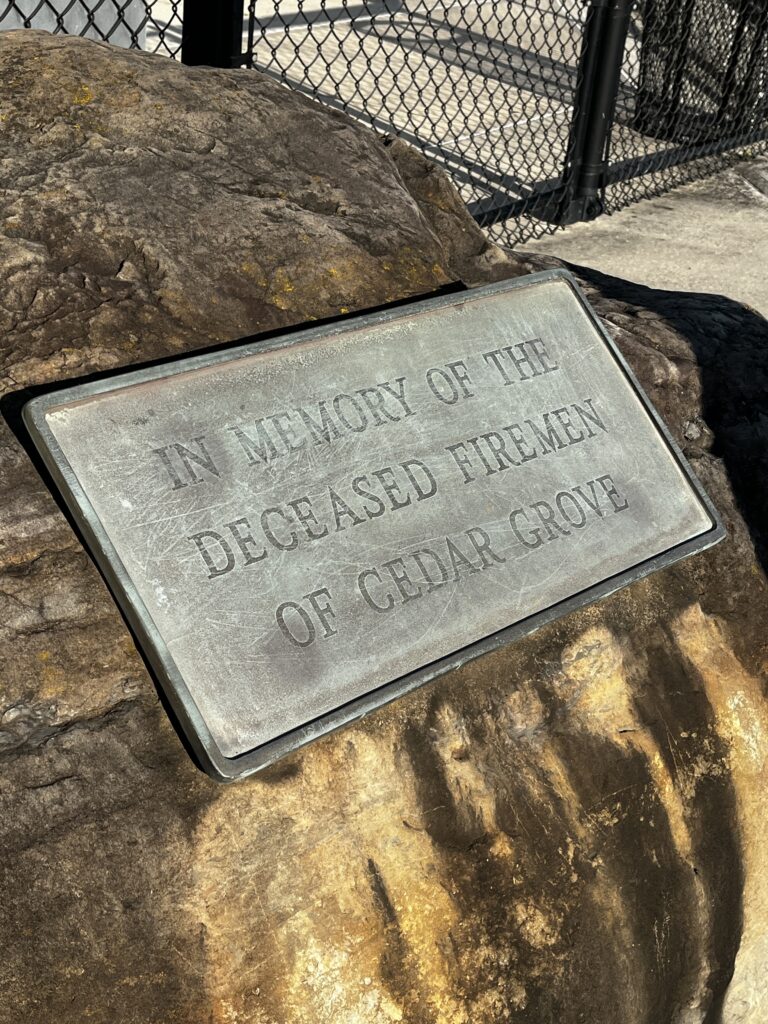 IN MEMORY OF THE
DECEASED FIREMEN
OF CEDAR GROVE